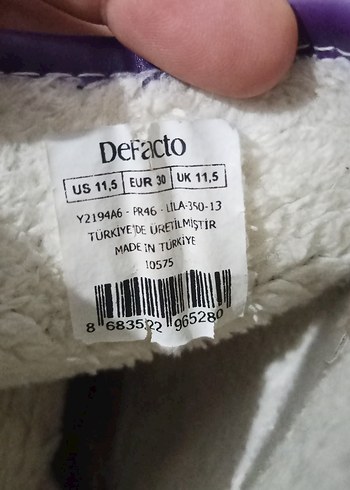 DeFacto
US 11,5 EUR 30 UK 11,5
Y2194A6 - PR46 - LILA-350-13
TÜRKİYE'DE ÜRETİLMİŞTİR
MADE IN TÜRKİYE
10575
8 683522 965280